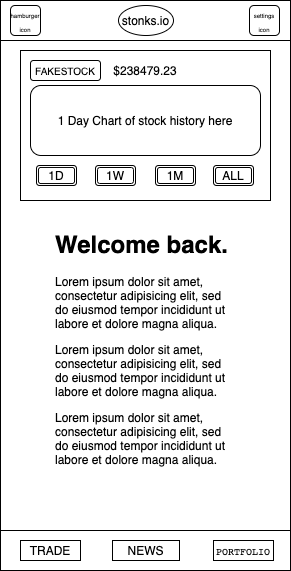 hamburger
icon
stonks.io
settings
icon
FAKESTOCK $238479.23
1 Day Chart of stock history here
1D 1W 1M ALL
Welcome back.
Lorem ipsum dolor sit amet,
consectetur adipisicing elit, sed
do eiusmod tempor incididunt ut
labore et dolore magna aliqua.
Lorem ipsum dolor sit amet,
consectetur adipisicing elit, sed
do eiusmod tempor incididunt ut
labore et dolore magna aliqua.
Lorem ipsum dolor sit amet,
consectetur adipisicing elit, sed
do eiusmod tempor incididunt ut
labore et dolore magna aliqua.
TRADE NEWS PORTFOLIO